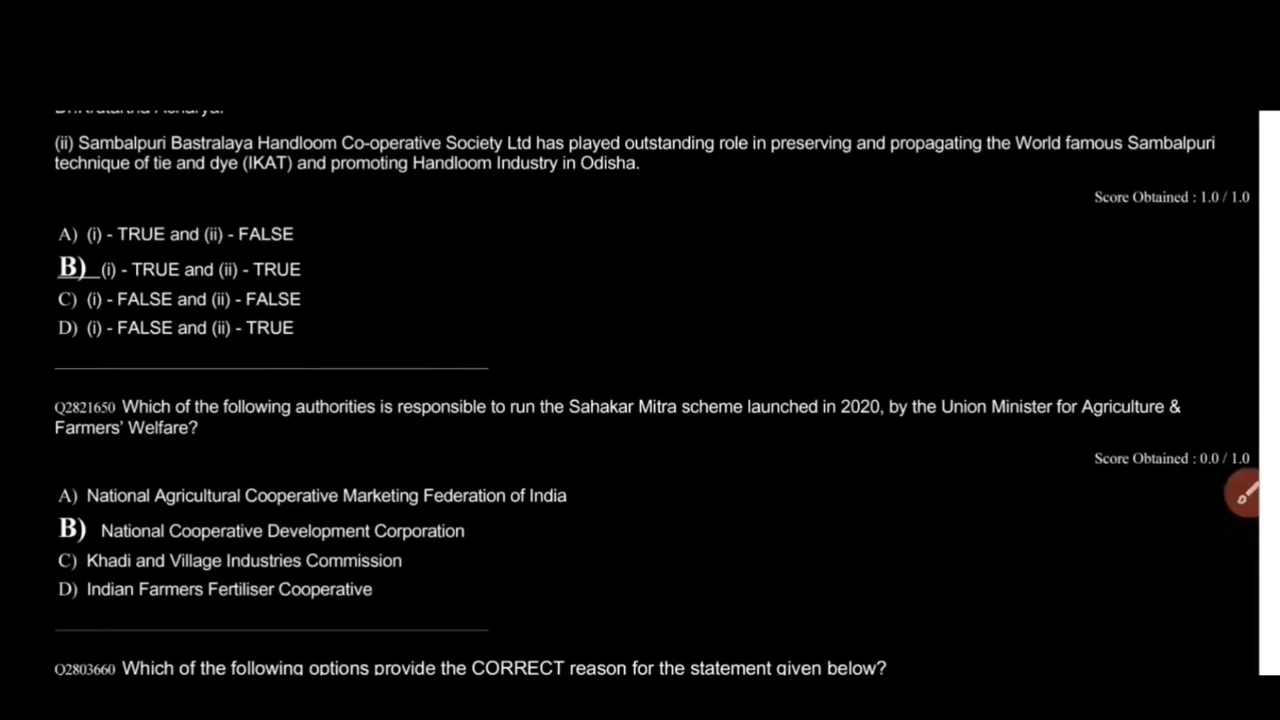 (ii) Sambalpuri Bastralaya Handloom Co-operative Society Ltd has played outstanding role in preserving and propagating the World famous Sambalpuri
technique of tie and dye (IKAT) and promoting Handloom Industry in Odisha.
Score Obtained : 1.0 / 1.0
A) (i) - TRUE and (ii) - FALSE
B) (i) - TRUE and (ii) - TRUE
C) (i) - FALSE and (ii) - FALSE
D) (i) - FALSE and (ii) - TRUE
Q2821650 Which of the following authorities is responsible to run the Sahakar Mitra scheme launched in 2020, by the Union Minister for Agriculture &
Farmers' Welfare?
Score Obtained : 0.0 / 1.0
A) National Agricultural Cooperative Marketing Federation of India
B) National Cooperative Development Corporation
C) Khadi and Village Industries Commission
D) Indian Farmers Fertiliser Cooperative
Q2803660 Which of the following options provide the CORRECT reason for the statement given below?